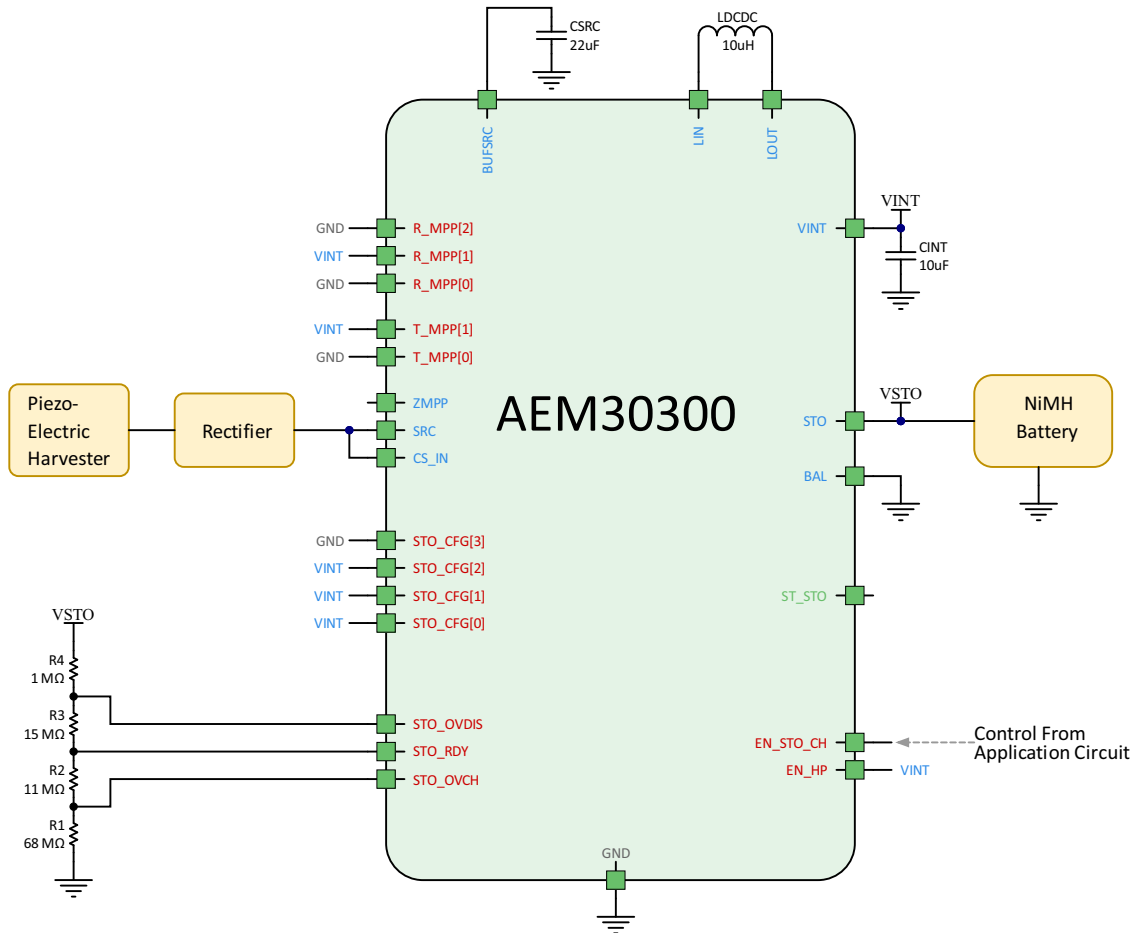 CSRC
22uF
LDCDC
10uH
BUFSRC
LIN
LOUT
GND
R_MPP[2]
VINT
R_MPP[1]
GND
R_MPP[0]
VINT
T_MPP[1]
GND
T_MPP[0]
VINT
VINT
CINT
10uF
AEM30300
Piezo-
Electric
Harvester
Rectifier
ZMPP
SRC
CS_IN
VSTO
STO
NiMH
Battery
BAL
GND
STO_CFG[3]
VINT
STO_CFG[2]
VINT
STO_CFG[1]
VINT
STO_CFG[0]
ST_STO
VSTO
R4
1 MΩ
R3
15 MΩ
R2
11 MΩ
R1
68 MΩ
STO_OVDIS
STO_RDY
STO_OVCH
EN_STO_CH
Control From
Application Circuit
EN_HP
VINT
GND